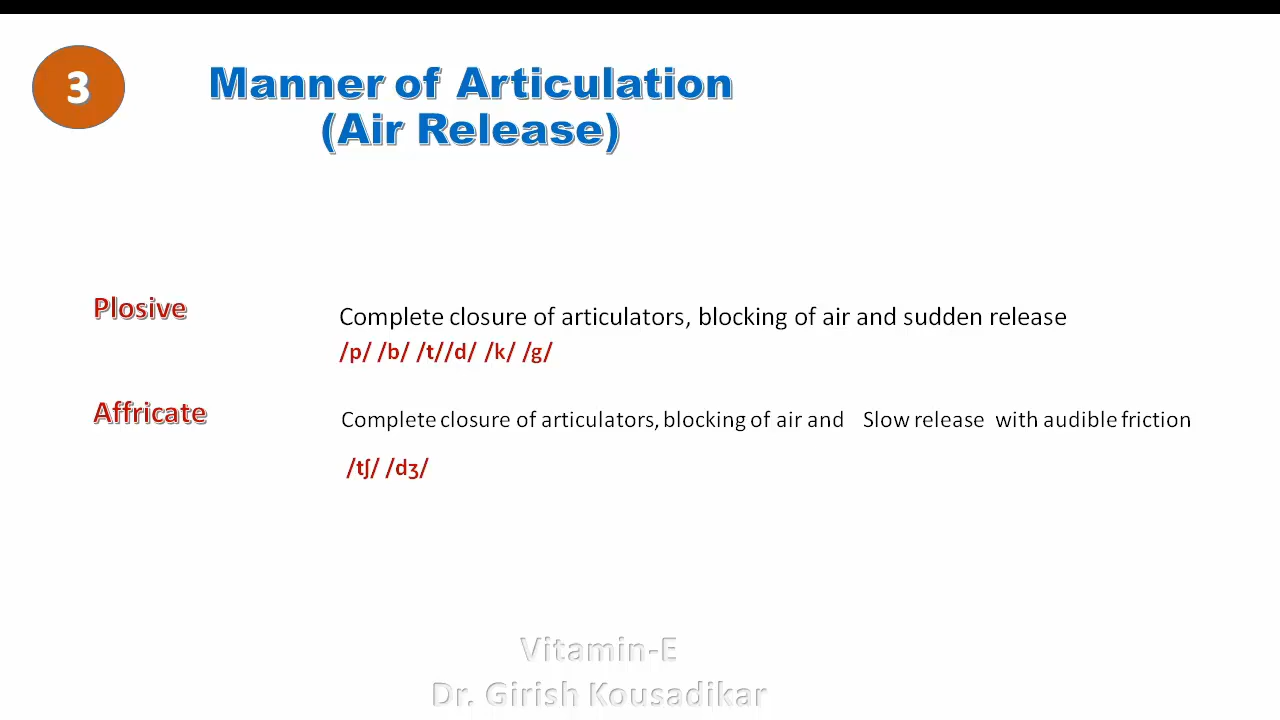 3
Manner of Articulation
(Air Release)
Plosive
Complete closure of articulators, blocking of air and sudden release
/p/ /b/ /t//d/ /k/ /g/
Affricate
Complete closure of articulators, blocking of air and Slow release with audible friction
/tʃ/ /dʒ/
Vitamin-E
Dr. Girish Kousadikar